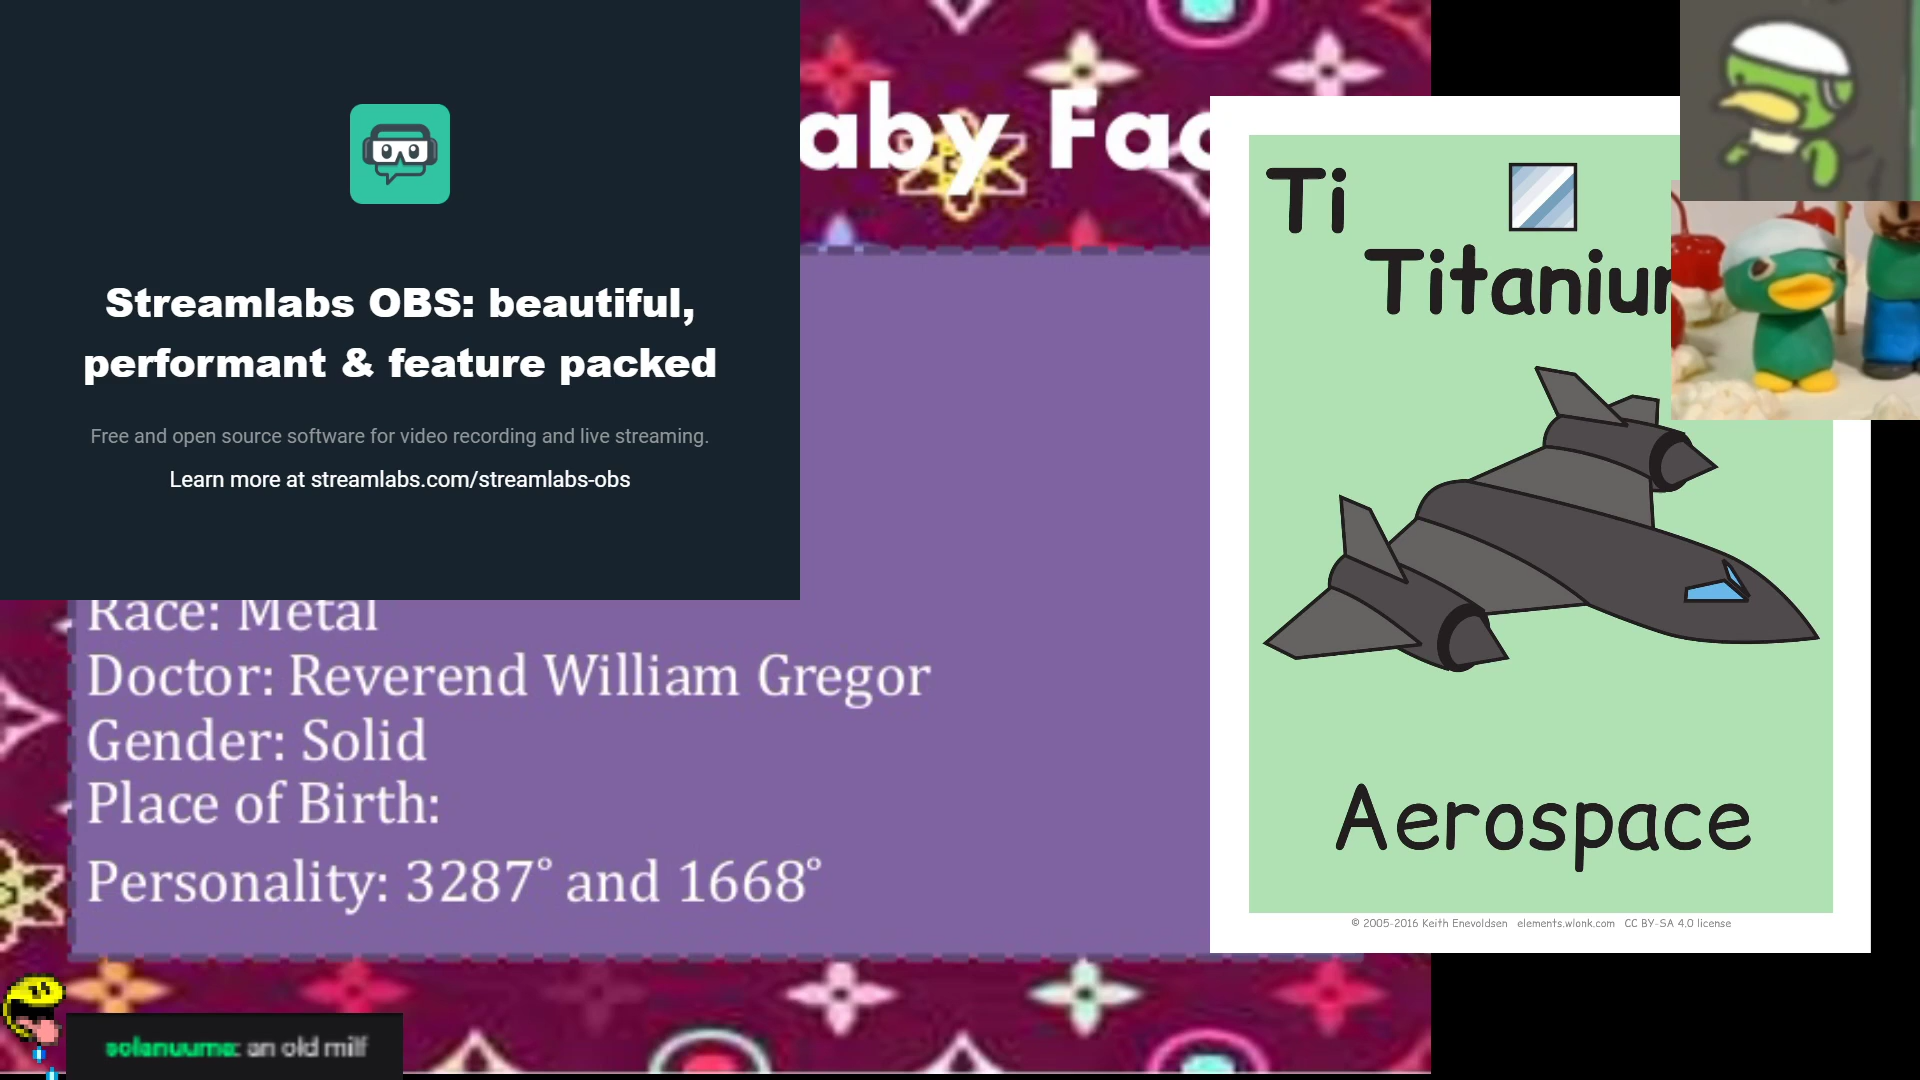 Streamlabs OBS: beautiful,
performant & feature packed
Free and open source software for video recording and live streaming.
Learn more at streamlabs.com/streamlabs-obs
aby Fac
Race: Metal
Doctor: Reverend William Gregor
Gender: Solid
Place of Birth:
Personality: 3287° and 1668°
Ti
Titanium
Aerospace
© 2005-2016 Keith Enevoldsen elements.wlonk.com CC BY-SA 4.0 license
solanuuma: an old milf